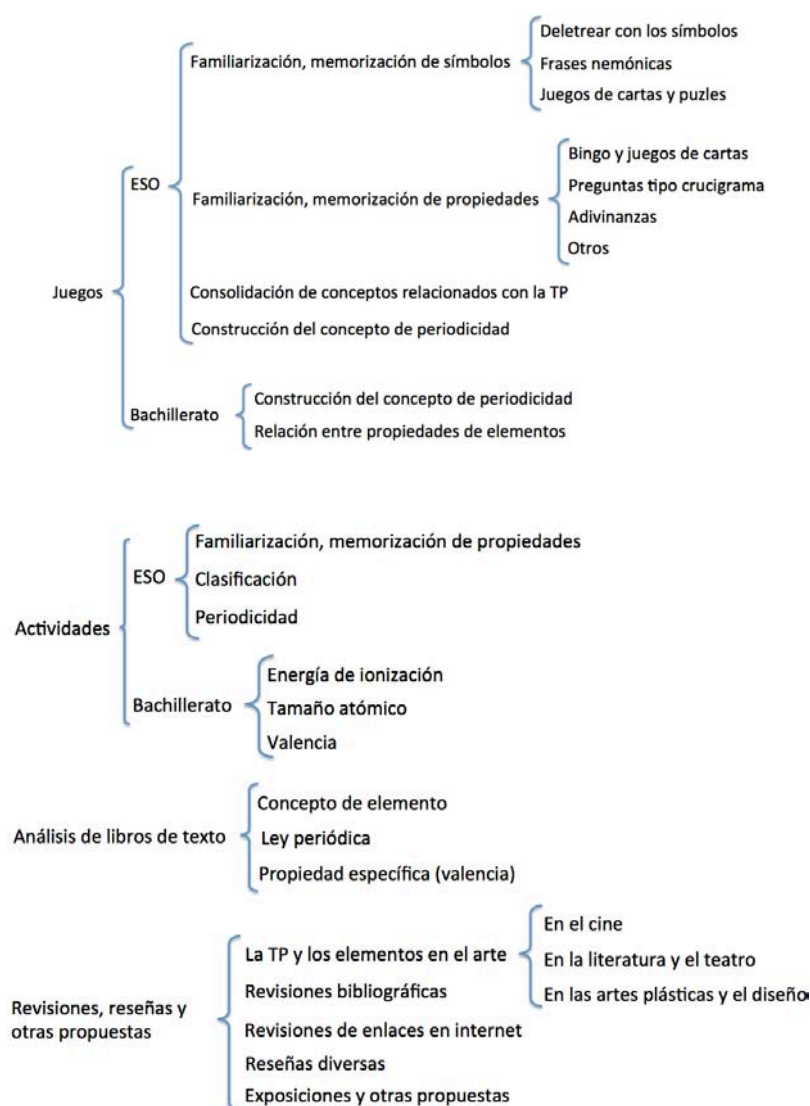 Juegos
ESO
Familiarización, memorización de símbolos
Deletrear con los símbolos
Frases nemónicas
Juegos de cartas y puzles
Familiarización, memorización de propiedades
Bingo y juegos de cartas
Preguntas tipo crucigrama
Adivinanzas
Otros
Consolidación de conceptos relacionados con la TP
Construcción del concepto de periodicidad
Bachillerato
Construcción del concepto de periodicidad
Relación entre propiedades de elementos
Actividades
ESO
Familiarización, memorización de propiedades
Clasificación
Periodicidad
Bachillerato
Energía de ionización
Tamaño atómico
Valencia
Análisis de libros de texto
Concepto de elemento
Ley periódica
Propiedad específica (valencia)
Revisiones, reseñas y
otras propuestas
La TP y los elementos en el arte
En el cine
En la literatura y el teatro
En las artes plásticas y el diseño
Revisiones bibliográficas
Revisiones de enlaces en internet
Reseñas diversas
Exposiciones y otras propuestas